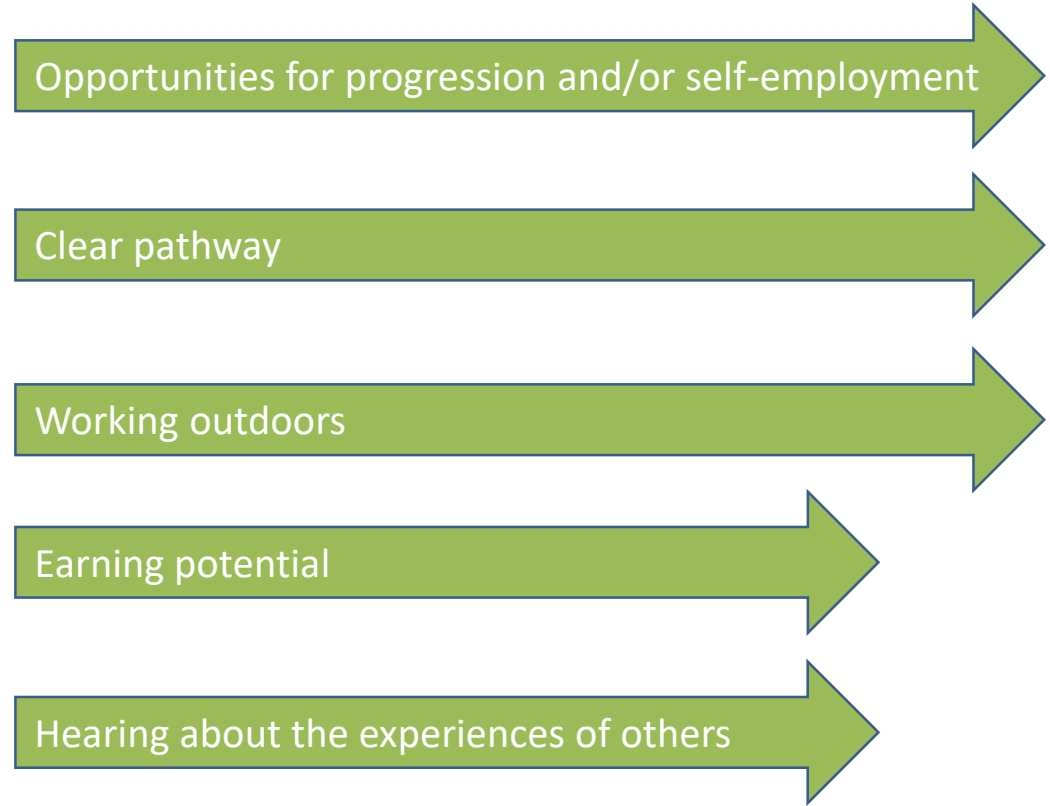 Opportunities for progression and/or self-employment
Clear pathway
Working outdoors
Earning potential
Hearing about the experiences of others